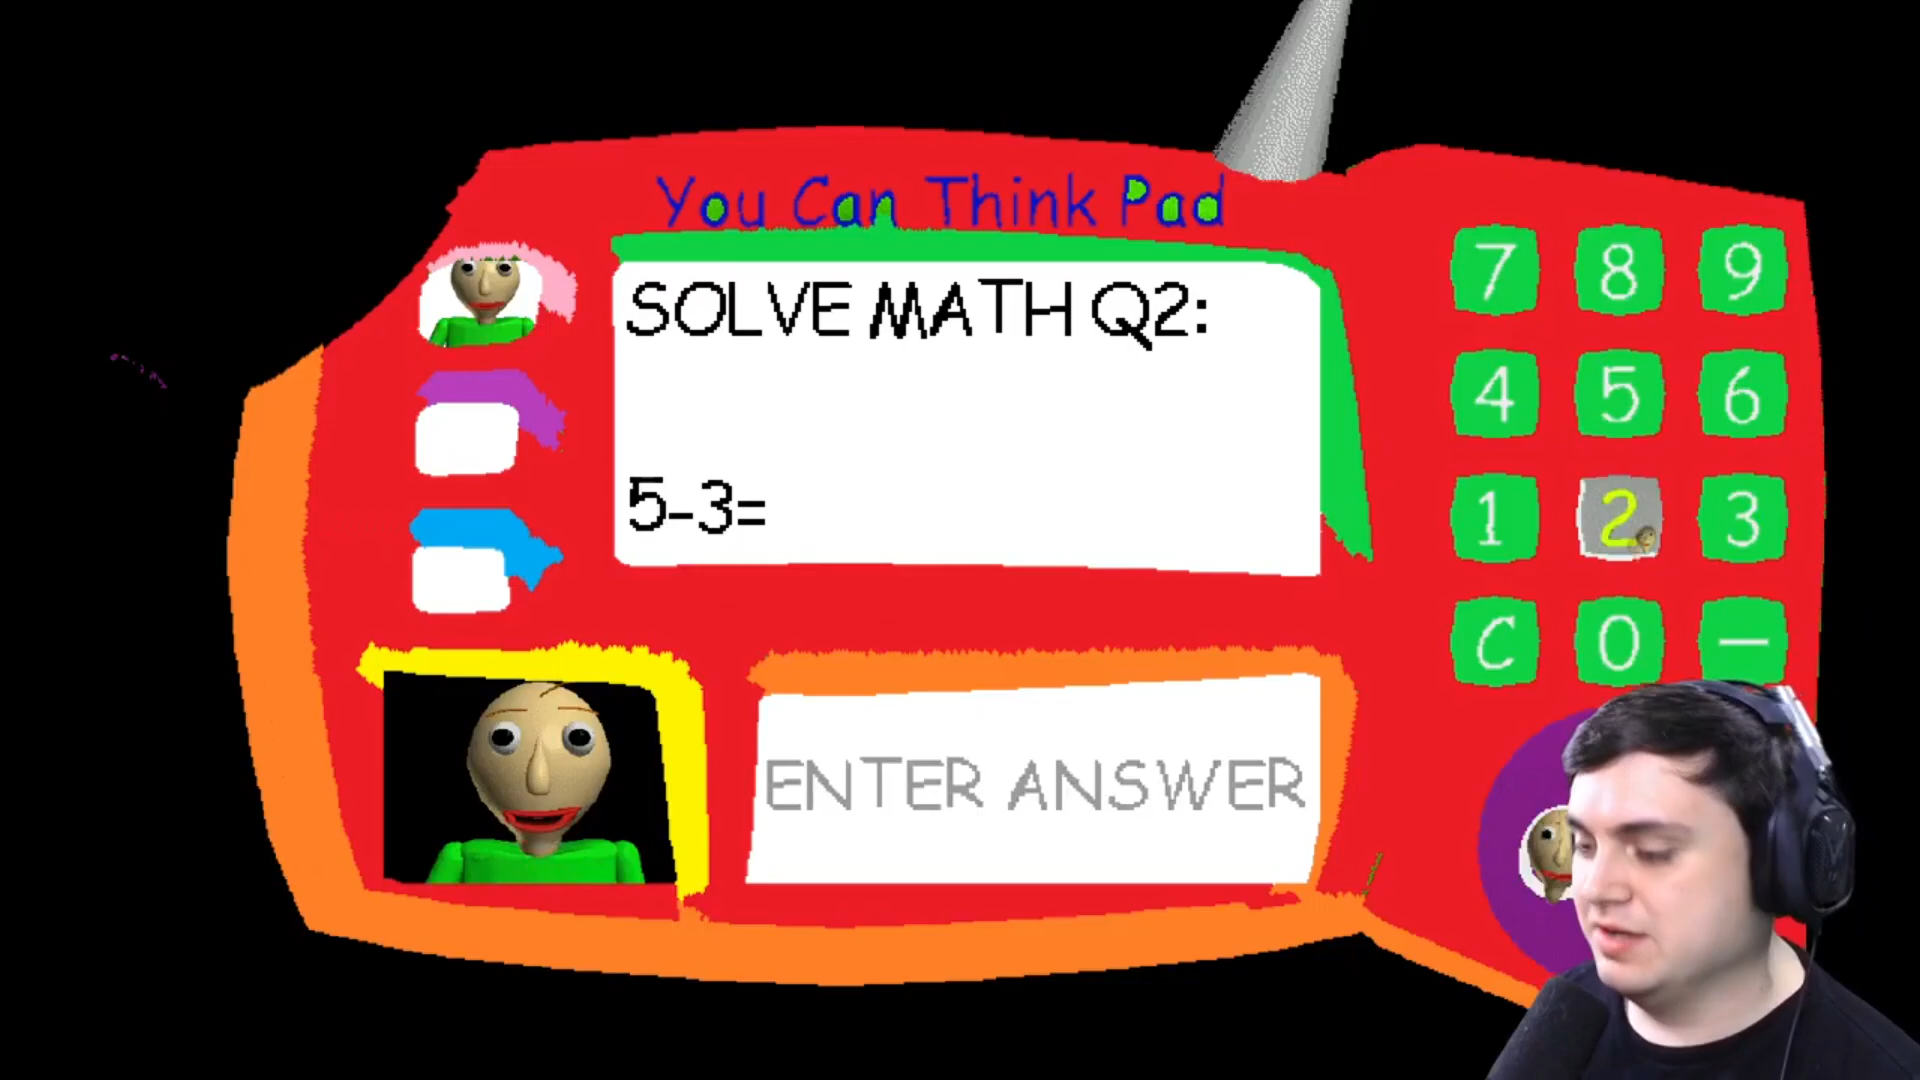 You Can Think Pad
SOLVE MATH Q2:
5-3=
7 8 9
4 5 6
1 2 3
C 0 -
ENTER ANSWER